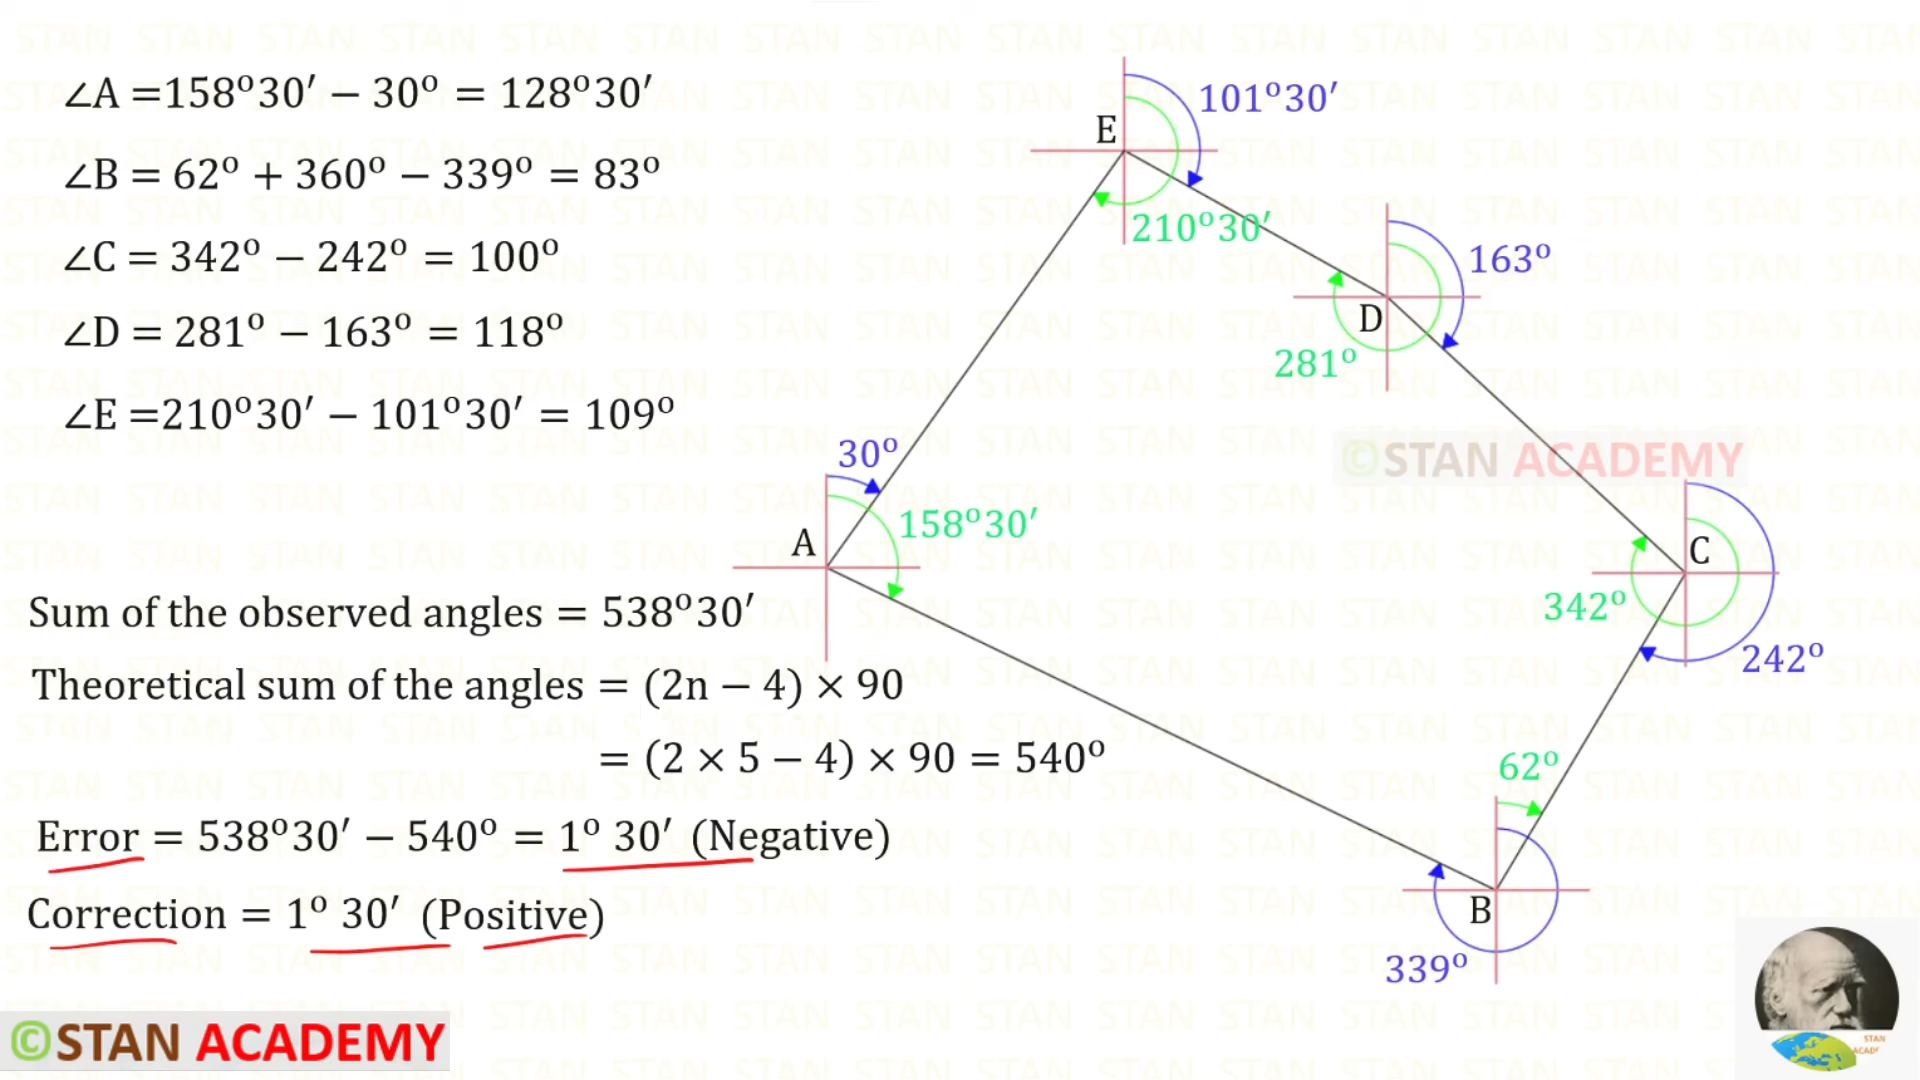 ∠A =158°30′ − 30° = 128°30′
∠B = 62° + 360° − 339° = 83°
∠C = 342° − 242° = 100°
∠D = 281° − 163° = 118°
∠E =210°30′ − 101°30′ = 109°
Sum of the observed angles = 538°30′
Theoretical sum of the angles = (2n − 4) × 90
= (2 × 5 − 4) × 90 = 540°
Error = 538°30′ − 540° = 1° 30′ (Negative)
Correction = 1° 30′ (Positive)
E
101°30′
210°30′
D
163°
281°
©STAN ACADEMY
30°
A
158°30′
C
342°
242°
62°
B
339°
©STAN ACADEMY
STAN